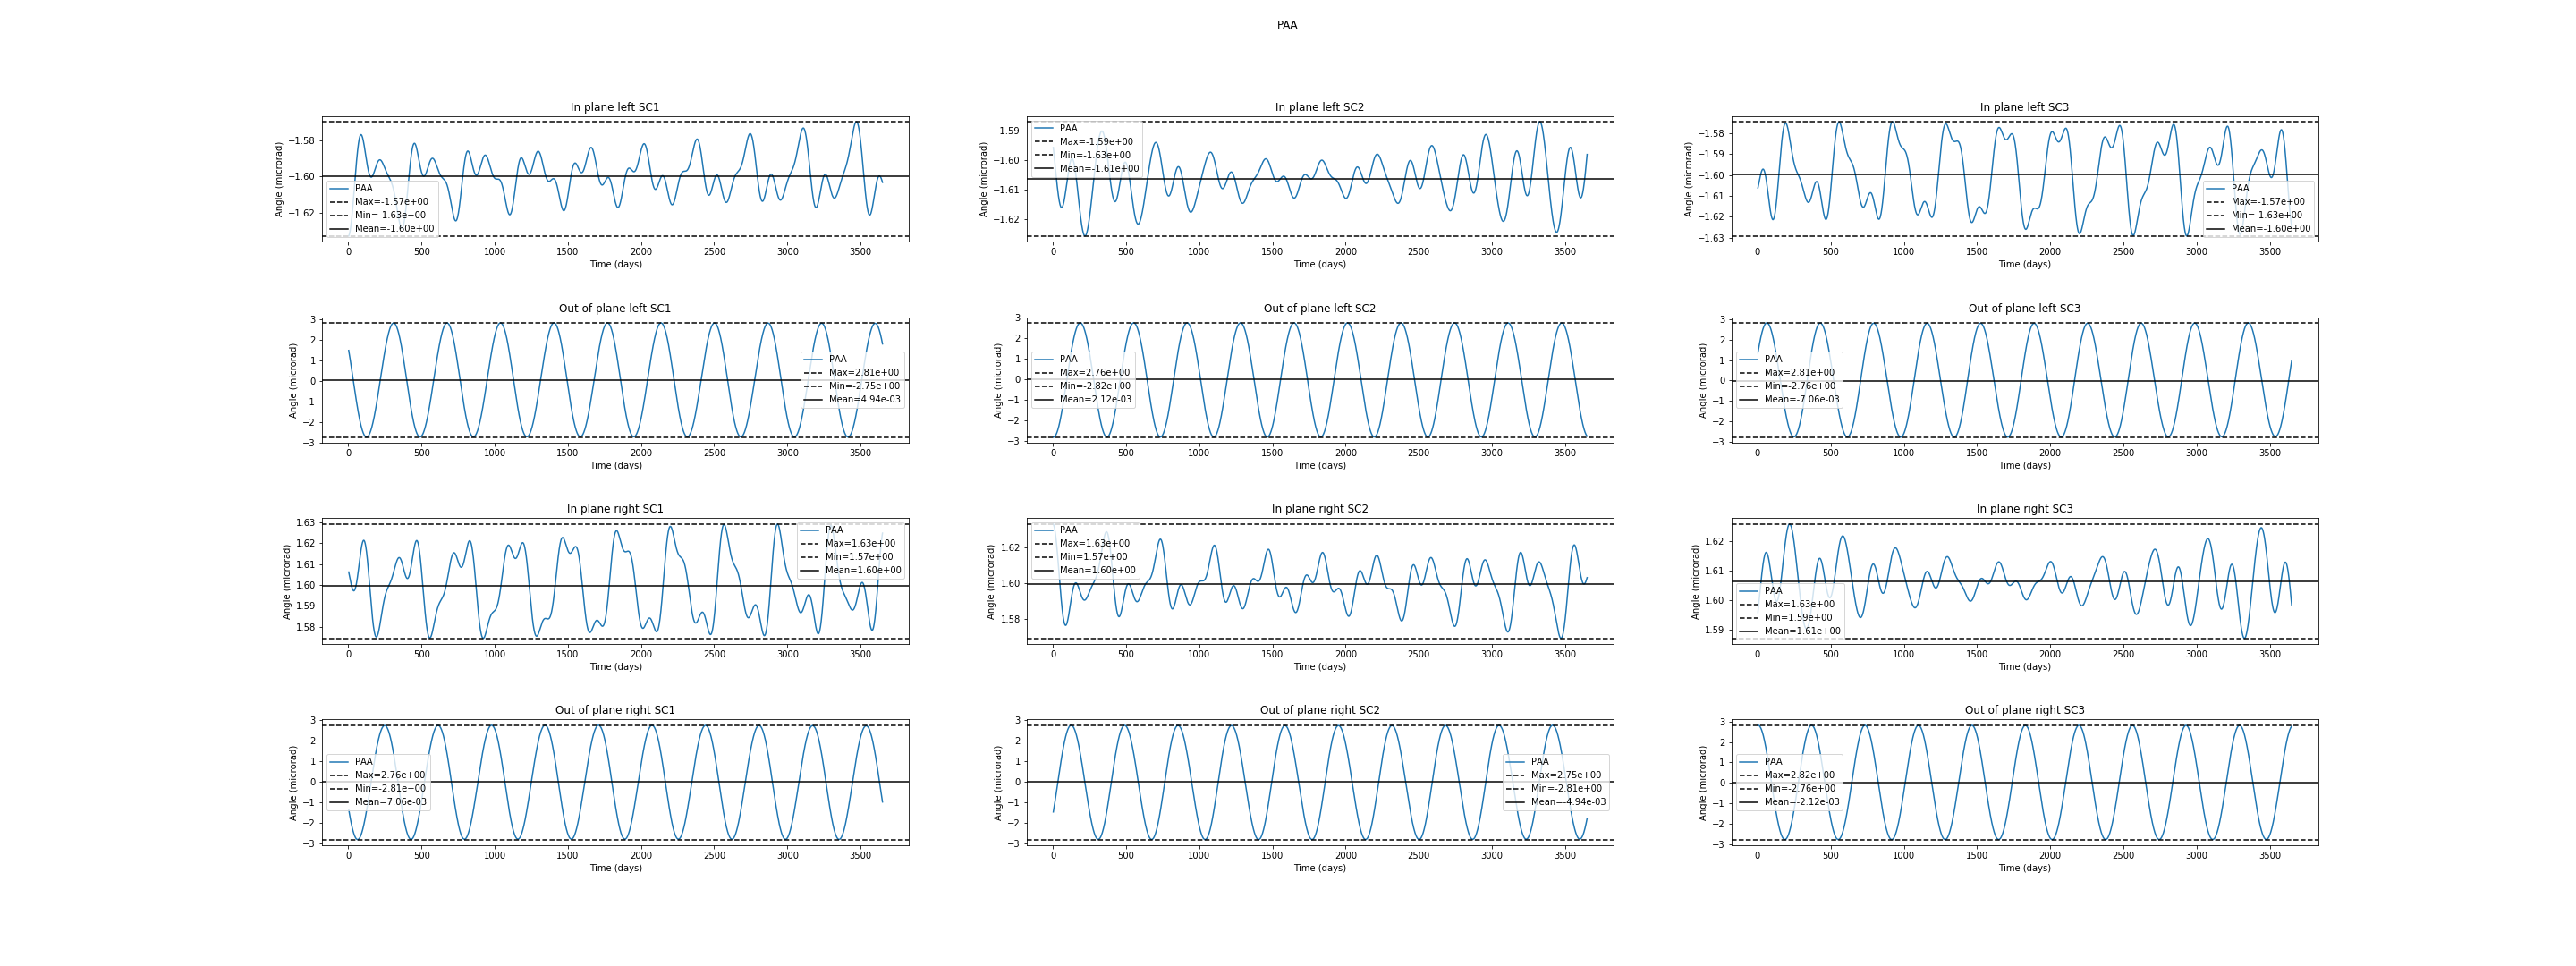 PAA
In plane left SC1
Angle (microrad)
−1.58
−1.60
−1.62
PAA
Max=-1.57e+00
Min=-1.63e+00
Mean=-1.60e+00
0 500 1000 1500 2000 2500 3000 3500
Time (days)
In plane left SC2
Angle (microrad)
−1.59
−1.60
−1.61
−1.62
PAA
Max=-1.59e+00
Min=-1.63e+00
Mean=-1.61e+00
0 500 1000 1500 2000 2500 3000 3500
Time (days)
In plane left SC3
Angle (microrad)
−1.58
−1.59
−1.60
−1.61
−1.62
−1.63
PAA
Max=-1.57e+00
Min=-1.63e+00
Mean=-1.60e+00
0 500 1000 1500 2000 2500 3000 3500
Time (days)
Out of plane left SC1
Angle (microrad)
3
2
1
0
−1
−2
−3
PAA
Max=2.81e+00
Min=-2.75e+00
Mean=4.94e-03
0 500 1000 1500 2000 2500 3000 3500
Time (days)
Out of plane left SC2
Angle (microrad)
3
2
1
0
−1
−2
−3
PAA
Max=2.76e+00
Min=-2.82e+00
Mean=2.12e-03
0 500 1000 1500 2000 2500 3000 3500
Time (days)
Out of plane left SC3
Angle (microrad)
3
2
1
0
−1
−2
−3
PAA
Max=2.81e+00
Min=-2.76e+00
Mean=-7.06e-03
0 500 1000 1500 2000 2500 3000 3500
Time (days)
In plane right SC1
Angle (microrad)
1.63
1.62
1.61
1.60
1.59
1.58
PAA
Max=1.63e+00
Min=1.57e+00
Mean=1.60e+00
0 500 1000 1500 2000 2500 3000 3500
Time (days)
In plane right SC2
Angle (microrad)
1.62
1.60
1.58
PAA
Max=1.63e+00
Min=1.57e+00
Mean=1.60e+00
0 500 1000 1500 2000 2500 3000 3500
Time (days)
In plane right SC3
Angle (microrad)
1.62
1.61
1.60
1.59
PAA
Max=1.63e+00
Min=1.59e+00
Mean=1.61e+00
0 500 1000 1500 2000 2500 3000 3500
Time (days)
Out of plane right SC1
Angle (microrad)
3
2
1
0
−1
−2
−3
PAA
Max=2.76e+00
Min=-2.81e+00
Mean=7.06e-03
0 500 1000 1500 2000 2500 3000 3500
Time (days)
Out of plane right SC2
Angle (microrad)
3
2
1
0
−1
−2
−3
PAA
Max=2.75e+00
Min=-2.81e+00
Mean=-4.94e-03
0 500 1000 1500 2000 2500 3000 3500
Time (days)
Out of plane right SC3
Angle (microrad)
3
2
1
0
−1
−2
−3
PAA
Max=2.82e+00
Min=-2.76e+00
Mean=-2.12e-03
0 500 1000 1500 2000 2500 3000 3500
Time (days)